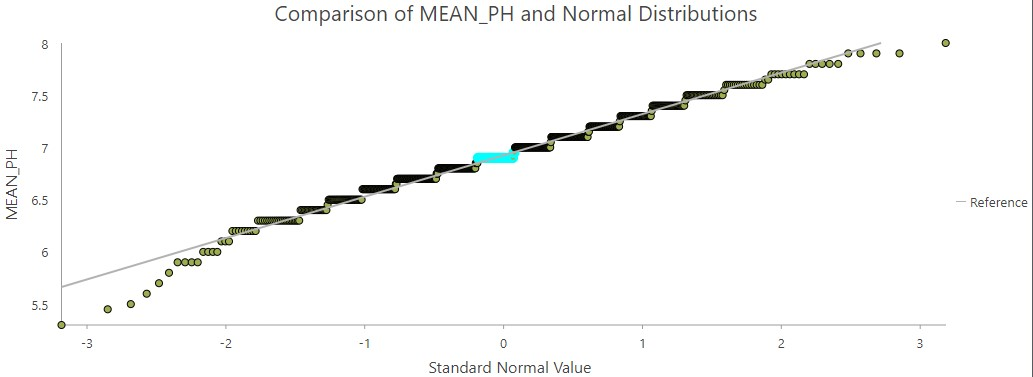 Comparison of MEAN_PH and Normal Distributions
8
7.5
7
6.5
6
5.5
MEAN_PH
-3 -2 -1 0 1 2 3
Standard Normal Value
Reference